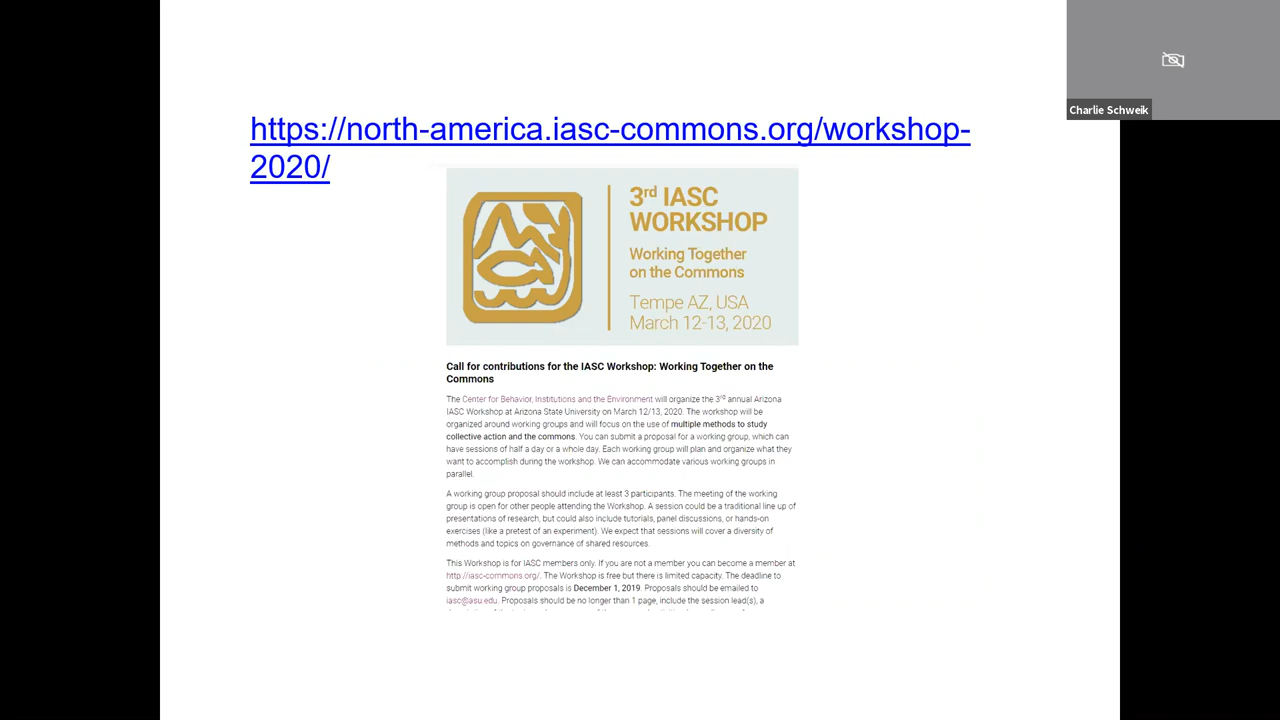 https://north-america.iasc-commons.org/workshop-
2020/
Charlie Schweik
3rd IASC
WORKSHOP
Working Together
on the Commons
Tempe AZ, USA
March 12-13, 2020
Call for contributions for the IASC Workshop: Working Together on the
Commons
The Center for Behavior, Institutions and the Environment will organize the 3rd annual Arizona
IASC Workshop at Arizona State University on March 12/13, 2020. The workshop will be
organized around working groups and will focus on the use of multiple methods to study
collective action and the commons. You can submit a proposal for a working group, which can
have sessions of half a day or a whole day. Each working group will plan and organize what they
want to accomplish during the workshop. We can accommodate various working groups in
parallel.
A working group proposal should include at least 3 participants. The meeting of the working
group is open for other people attending the Workshop. A session could be a traditional line up of
presentations of research, but could also include tutorials, panel discussions, or hands-on
exercises (like a pretest of an experiment). We expect that sessions will cover a diversity of
methods and topics on governance of shared resources.
This Workshop is for IASC members only. If you are not a member you can become a member at
http://iasc-commons.org/. The Workshop is free but there is limited capacity. The deadline to
submit working group proposals is December 1, 2019. Proposals should be emailed to
iasc@asu.edu. Proposals should be no longer than 1 page, include the session lead(s), a